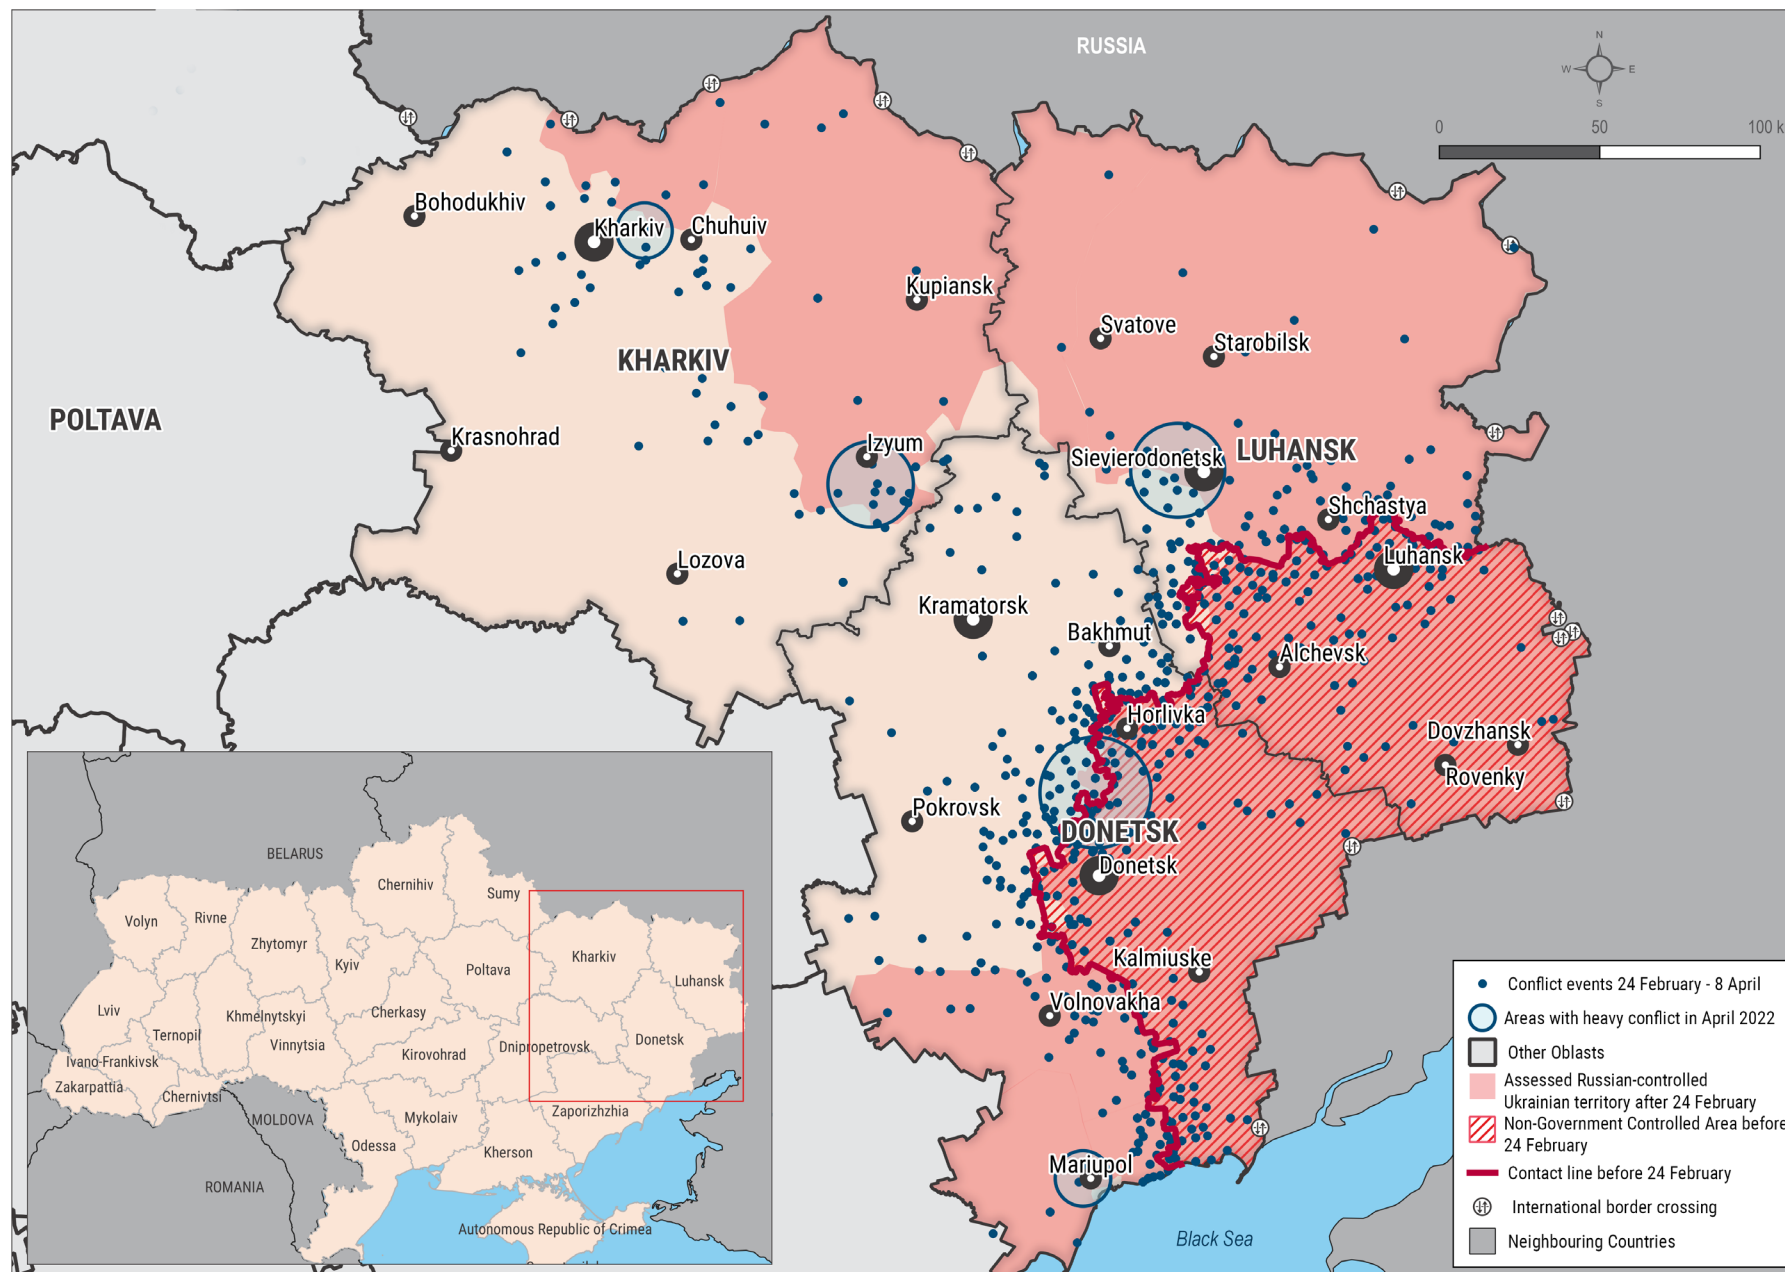 RUSSIA
N
W
E
S
0
50
100 k
Bohodukhiv
Kharkiv
Chuhuiv
Kupiansk
Svatove
Starobilsk
KHARKIV
POLTAVA
Krasnohrad
Izyum
Sievierodonetsk
LUHANSK
Shchastya
Luhansk
Lozova
Kramatorsk
Bakhmut
Alchevsk
Horlivka
Dovzhansk
Rovenky
Pokrovsk
DONETSK
Donetsk
Kalmiuske
Volnovakha
Mariupol
Black Sea
BELARUS
Chernihiv
Sumy
Volyn
Rivne
Zhytomyr
Kyiv
Poltava
Kharkiv
Luhansk
Lviv
Ternopil
Khmelnytskyi
Cherkasy
Vinnytsia
Kirovohrad
Dnipropetrovsk
Donetsk
Ivano-Frankivsk
Zakarpattia
Chernivtsi
MOLDOVA
Mykolaiv
Zaporizhzhia
Odessa
Kherson
ROMANIA
Autonomous Republic of Crimea
Conflict events 24 February - 8 April
Areas with heavy conflict in April 2022
Other Oblasts
Assessed Russian-controlled
Ukrainian territory after 24 February
Non-Government Controlled Area before
24 February
Contact line before 24 February
International border crossing
Neighbouring Countries